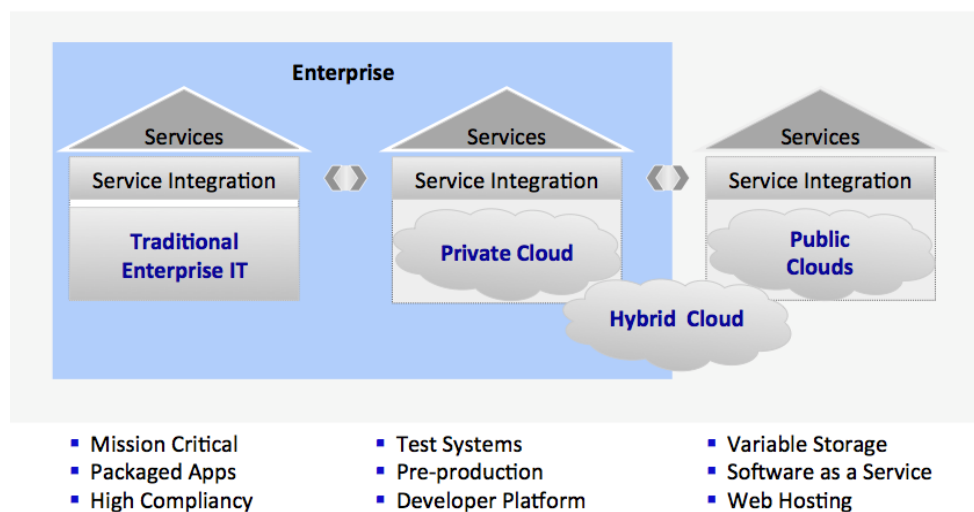 Enterprise
Services
Services
Services
Service Integration
Service Integration
Service Integration
Traditional
Enterprise IT
Private Cloud
Public
Clouds
Hybrid Cloud
▪ Mission Critical
▪ Packaged Apps
▪ High Compliancy
▪ Test Systems
▪ Pre-production
▪ Developer Platform
▪ Variable Storage
▪ Software as a Service
▪ Web Hosting